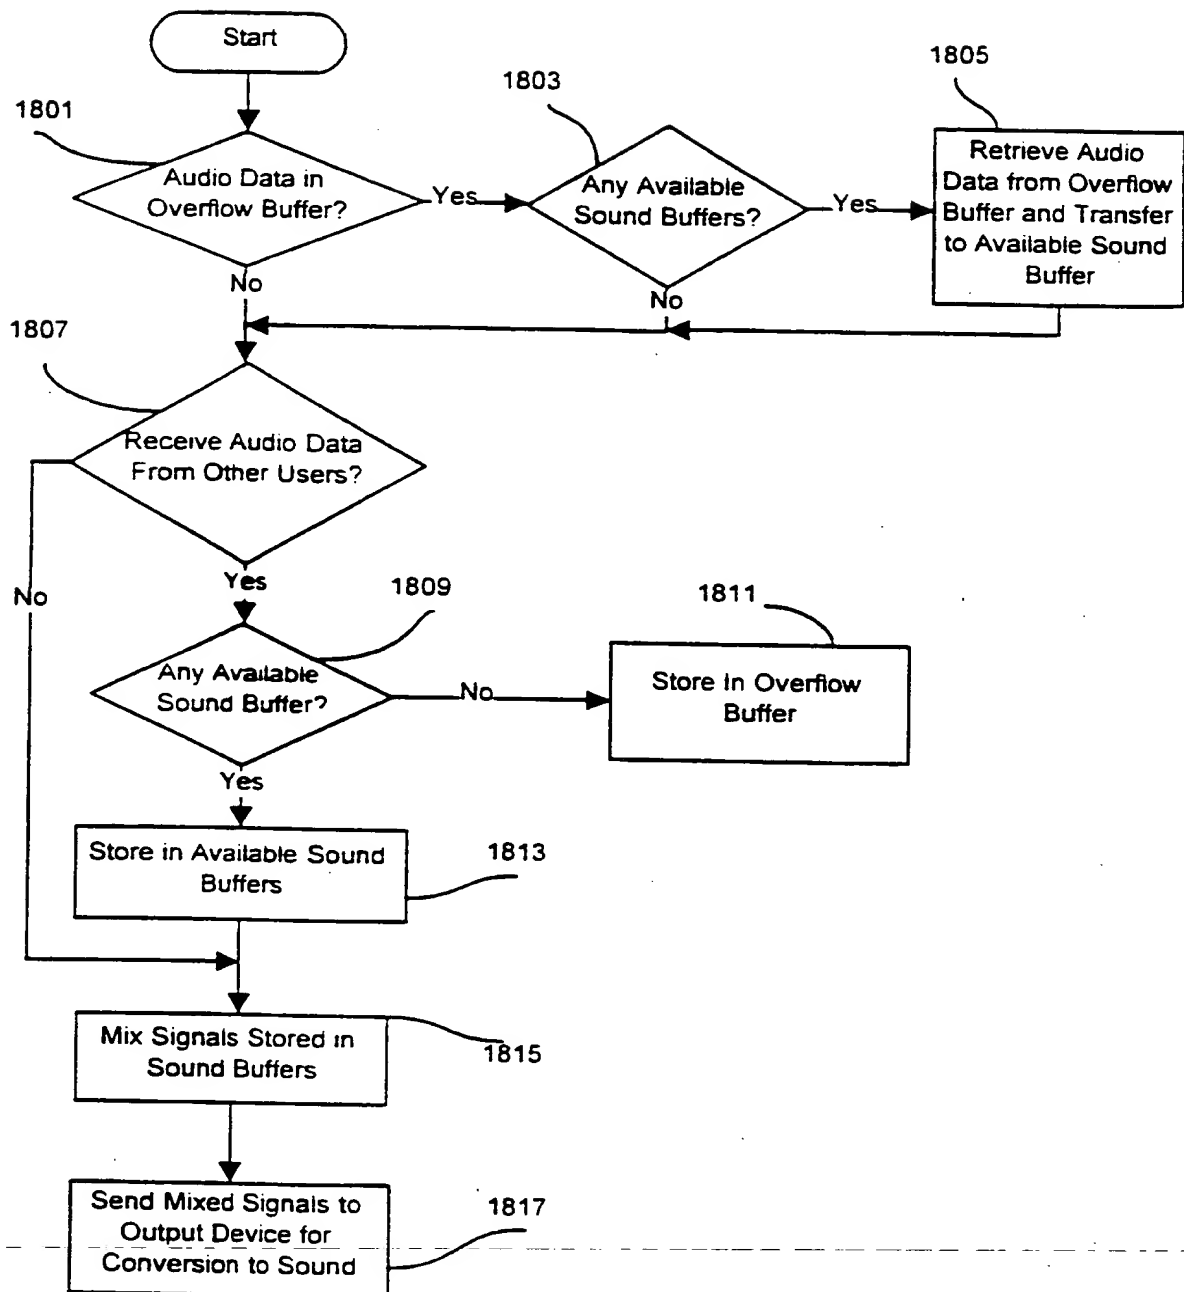 Start
1801
1803
1805
Audio Data in
Overflow Buffer?
Yes
Any Available
Sound Buffers?
Yes
Retrieve Audio
Data from Overflow
Buffer and Transfer
to Available Sound
Buffer
No
No
1807
Receive Audio Data
From Other Users?
No
Yes
1809
1811
Any Available
Sound Buffer?
No
Store In Overflow
Buffer
Yes
Store in Available Sound
Buffers
1813
Mix Signals Stored in
Sound Buffers
1815
Send Mixed Signals to
Output Device for
Conversion to Sound
1817